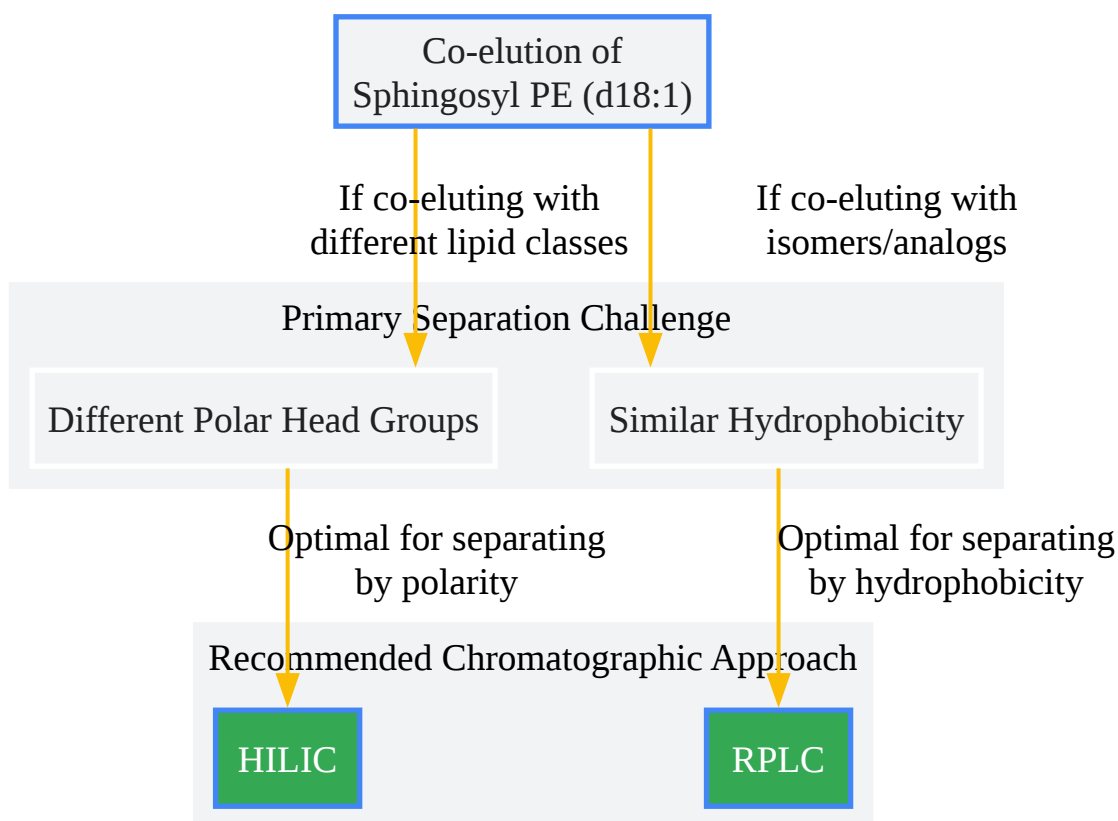 Co-elution of
Sphingosyl PE (d18:1)
If co-eluting with
different lipid classes
If co-eluting with
isomers/analogs
Primary Separation Challenge
Different Polar Head Groups
Similar Hydrophobicity
Optimal for separating
by polarity
Optimal for separating
by hydrophobicity
Recommended Chromatographic Approach
HILIC
RPLC